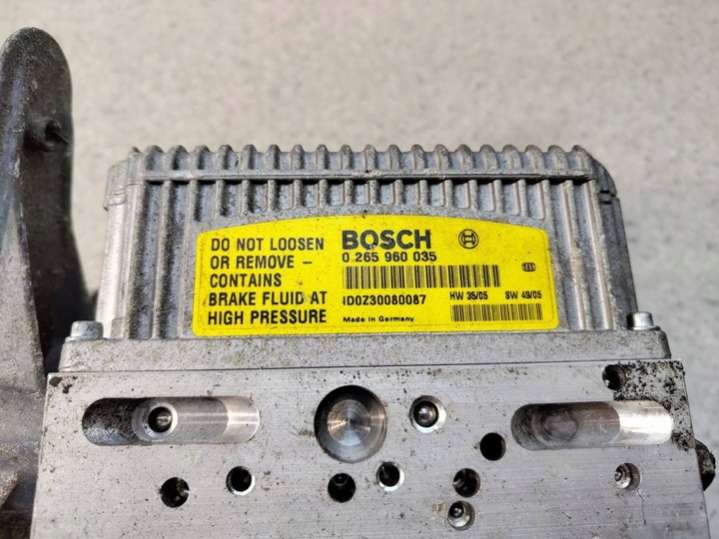 DO NOT LOOSEN
OR REMOVE –
CONTAINS
BRAKE FLUID AT
HIGH PRESSURE
BOSCH
0 265 960 035
ID0Z30080087
HW 35/05 SW 49/05
Made in Germany